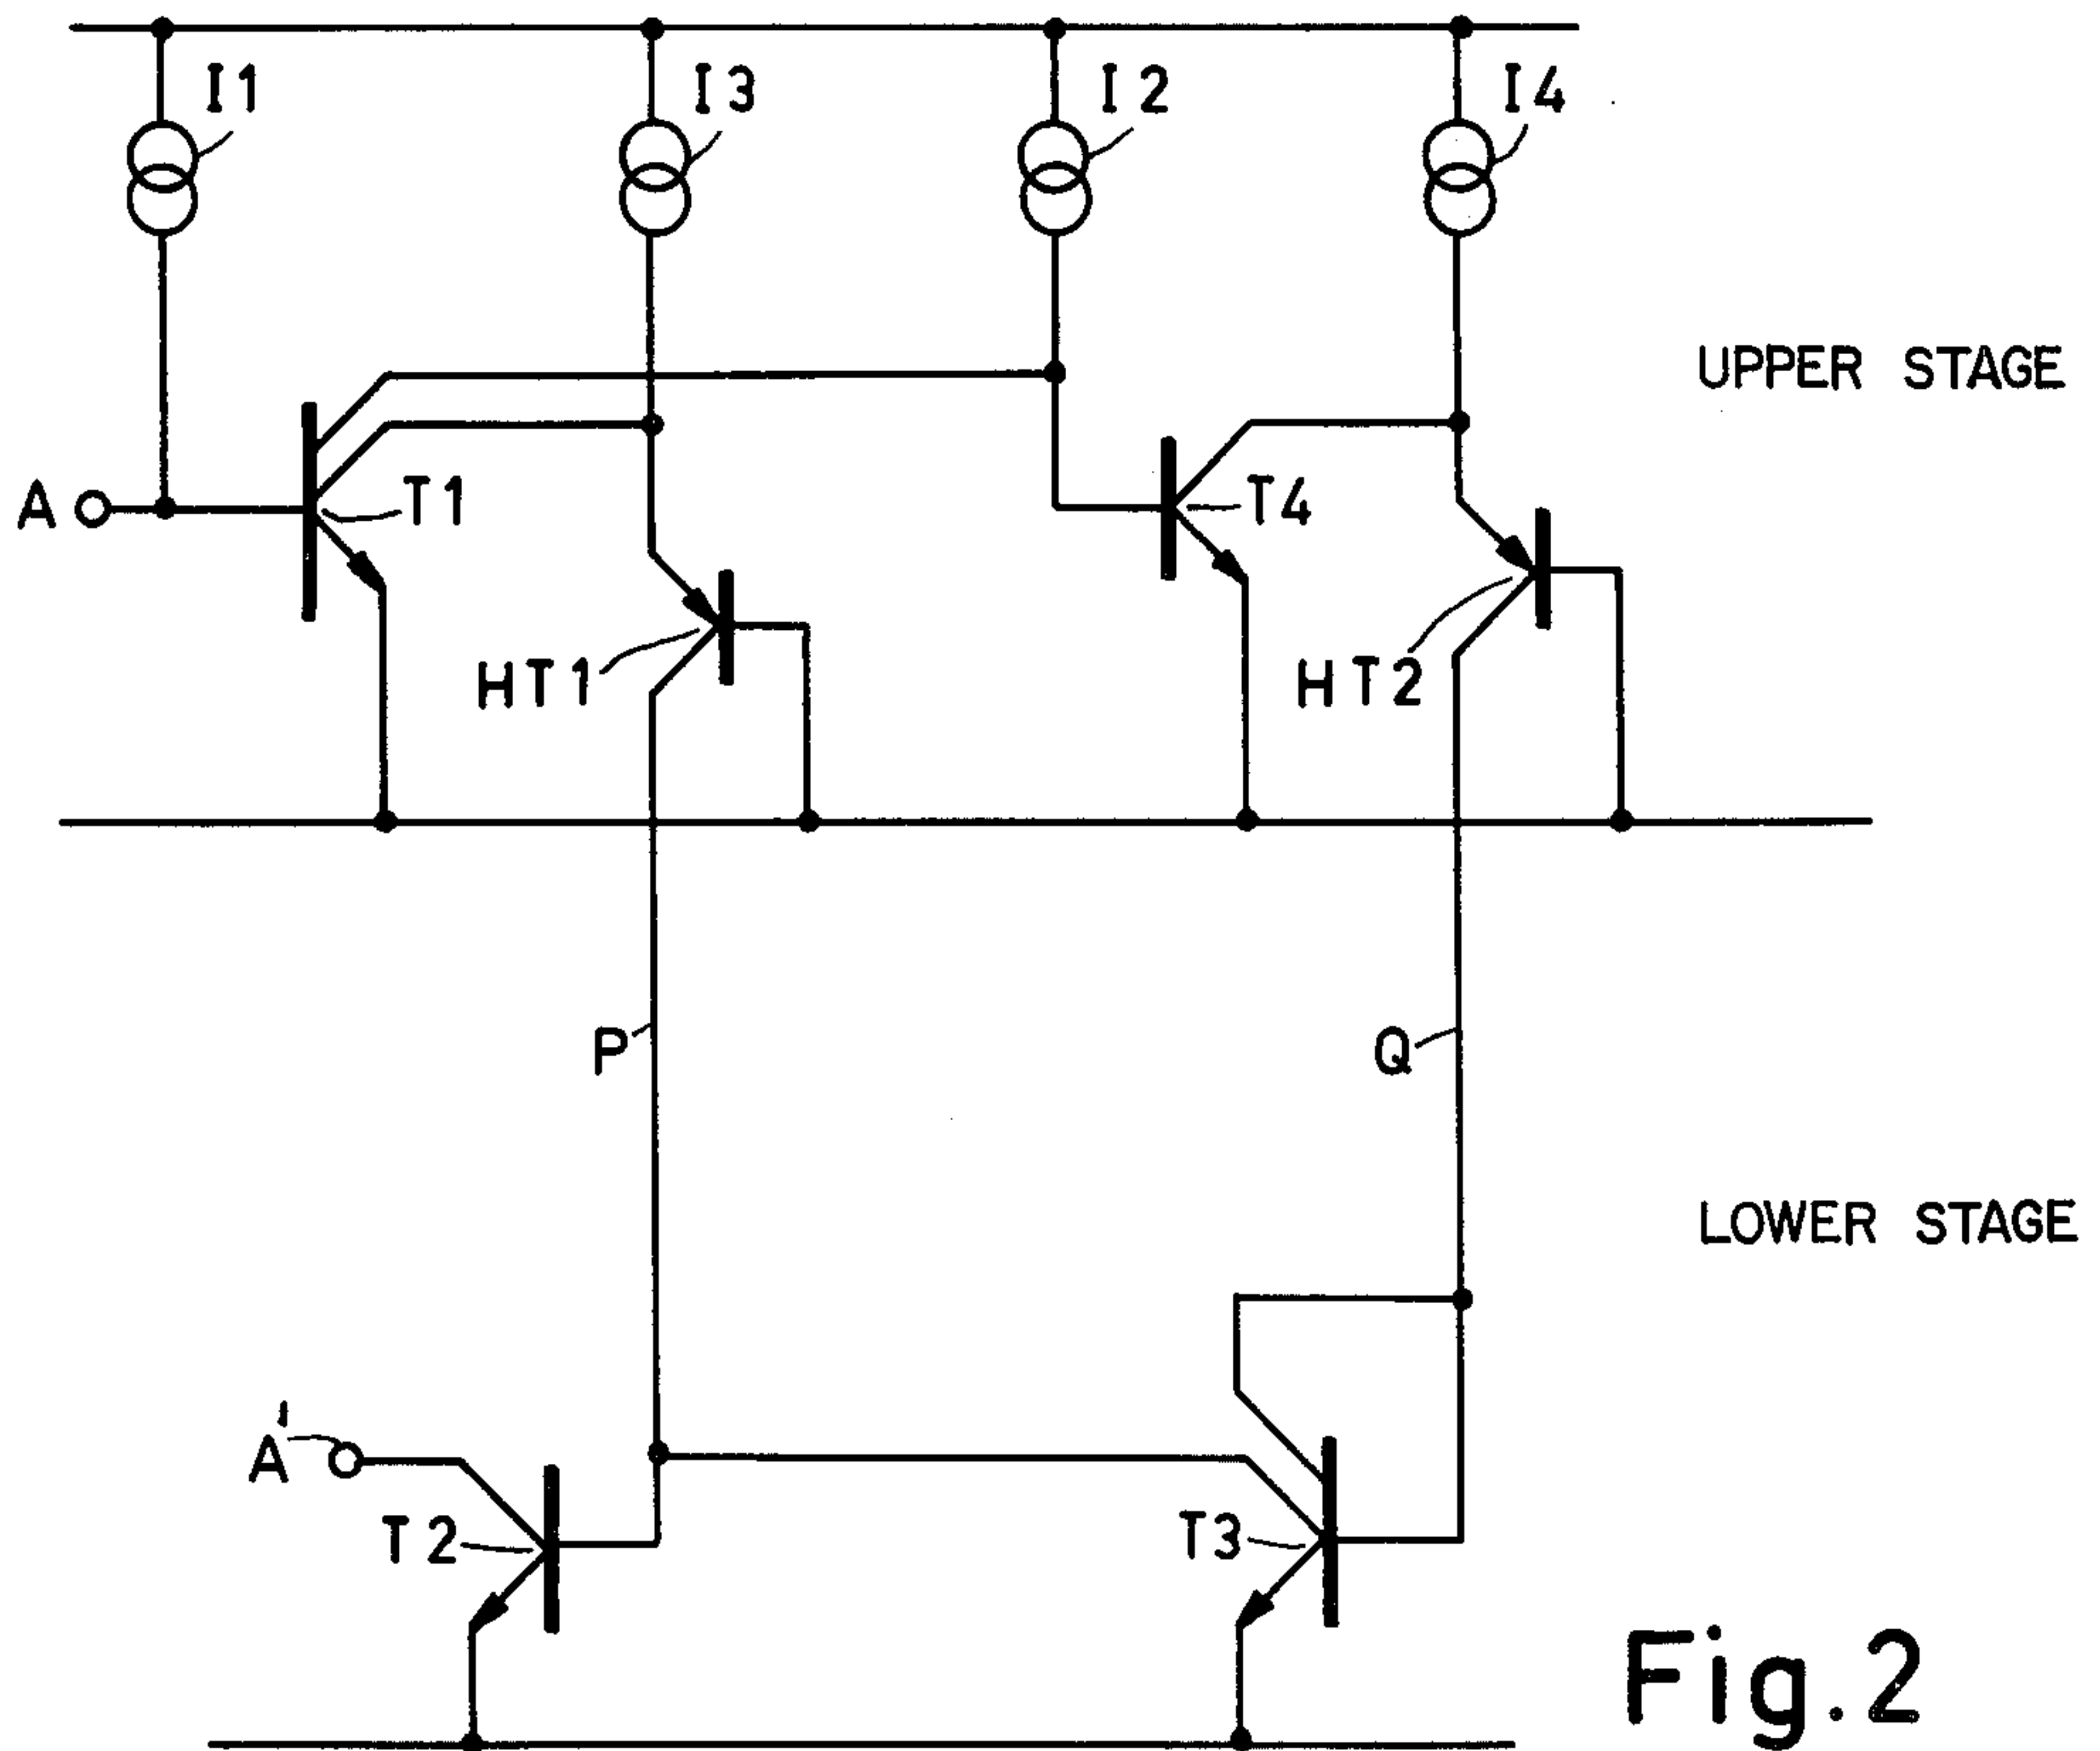 I1
I3
I2
I4
UPPER STAGE
A
T1
T4
HT1
HT2
P
Q
LOWER STAGE
A'
T2
T3
Fig.2